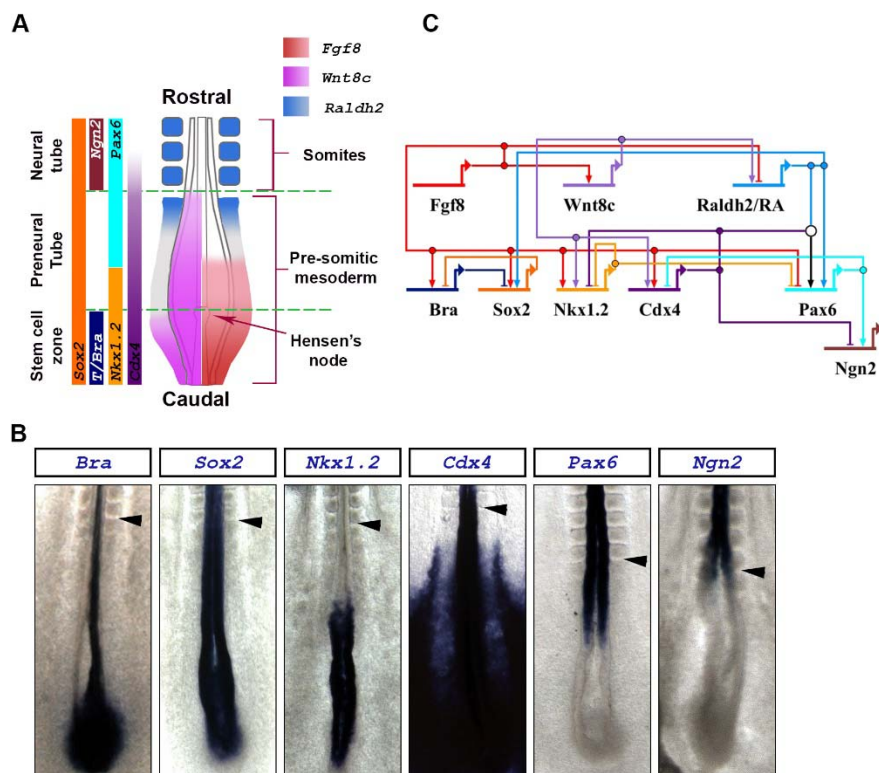 A
C
Fgf8
Wnt8c
Raldh2
Rostral
Neural
tube
Preneural
Tube
Stem cell
zone
Sox2
Ngn2
T/Bra
Pax6
Nkx1.2
Cdx4
Somites
Pre-somitic
mesoderm
Hensen's
node
Caudal
Fgf8
Wnt8c
Raldh2/RA
Bra
Sox2
Nkx1.2
Cdx4
Pax6
Ngn2
B
Bra
Sox2
Nkx1.2
Cdx4
Pax6
Ngn2